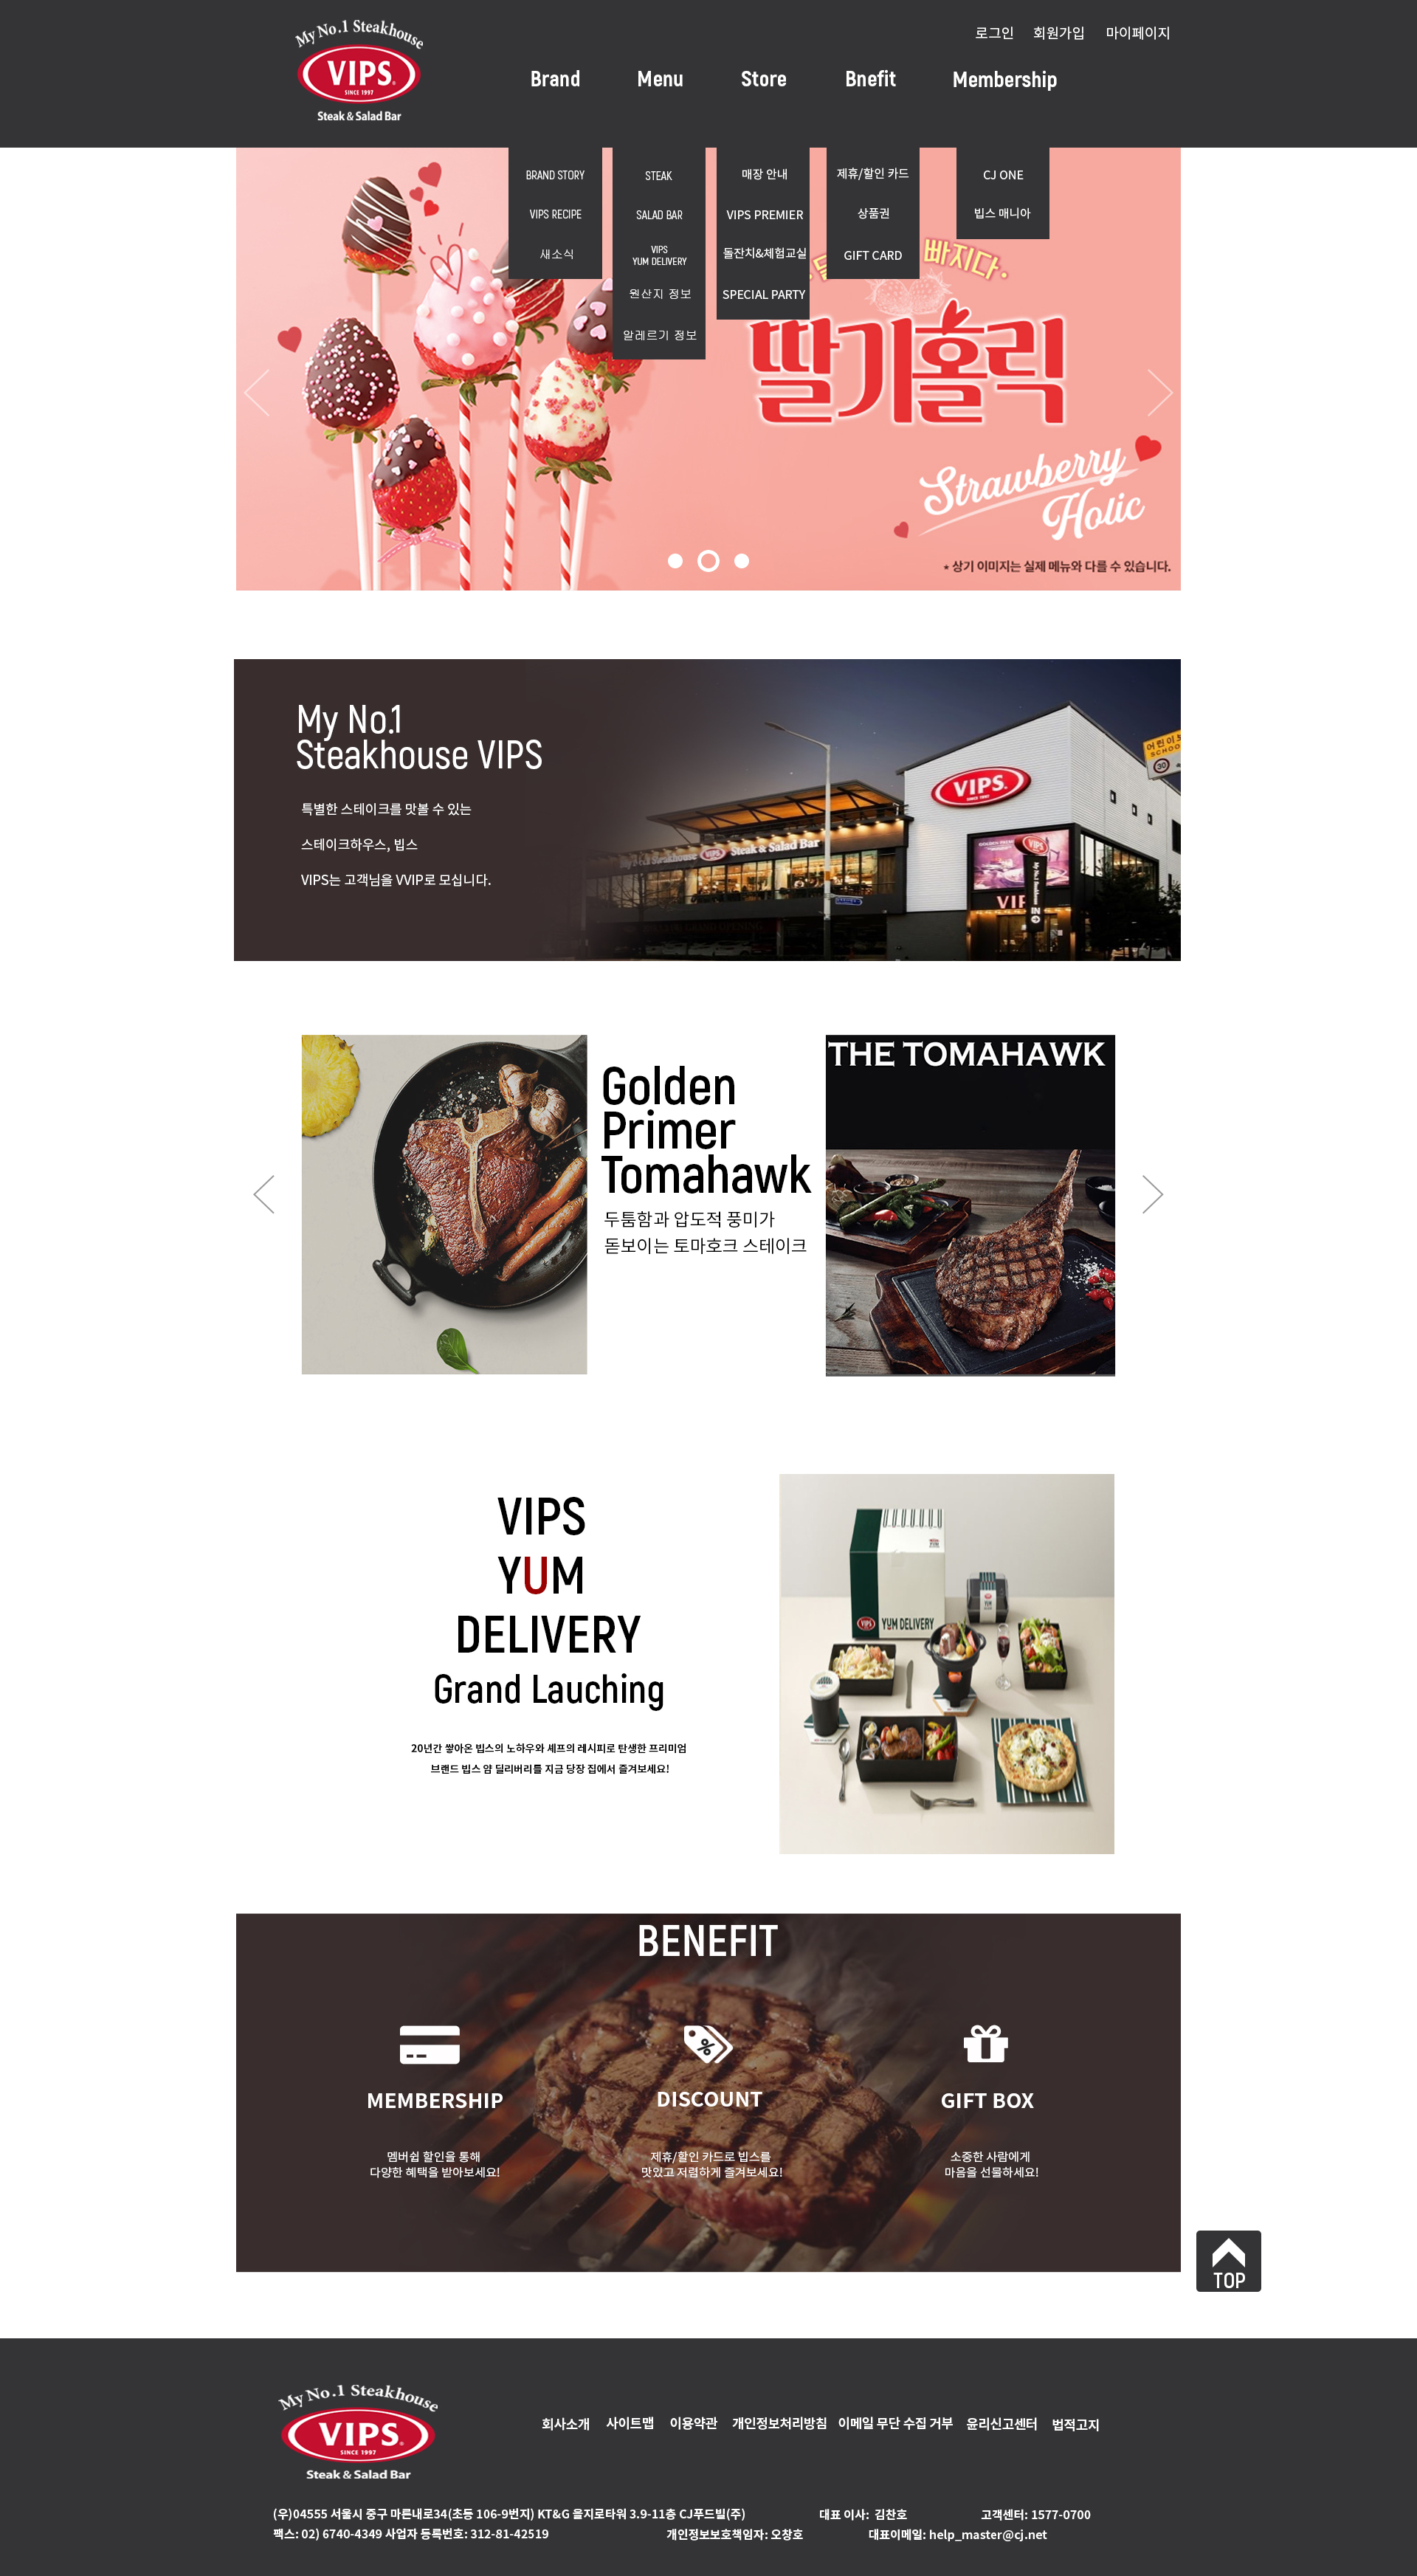 My No.1 Steakhouse
VIPS
SINCE 1997
Steak & Salad Bar
로그인 회원가입 마이페이지
Brand Menu Store Bnefit Membership
BRAND STORY
VIPS RECIPE
새소식
STEAK
SALAD BAR
VIPS
YUM DELIVERY
원산지 정보
알레르기 정보
매장 안내
VIPS PREMIER
돌잔치&체험교실
SPECIAL PARTY
제휴/할인 카드
상품권
GIFT CARD
CJ ONE
빕스 매니아
빠지다.
딸기홀릭
Strawberry
Holic
* 상기 이미지는 실제 메뉴와 다를 수 있습니다.
My No.1
Steakhouse VIPS
특별한 스테이크를 맛볼 수 있는
스테이크하우스, 빕스
VIPS는 고객님을 VVIP로 모십니다.
VIPS
My No.1 Steakhouse VIPS Steak & Salad Bar
VIPS
어린이보
SCHOO
30
Golden
Primer
Tomahawk
두툼함과 압도적 풍미가
돋보이는 토마호크 스테이크
THE TOMAHAWK
VIPS
YUM
DELIVERY
Grand Lauching
20년간 쌓아온 빕스의 노하우와 셰프의 레시피로 탄생한 프리미엄
브랜드 빕스 얌 딜리버리를 지금 당장 집에서 즐겨보세요!
VIPS YUM DELIVERY
BENEFIT
MEMBERSHIP
멤버쉽 할인을 통해
다양한 혜택을 받아보세요!
DISCOUNT
제휴/할인 카드로 빕스를
맛있고 저렴하게 즐겨보세요!
GIFT BOX
소중한 사람에게
마음을 선물하세요!
TOP
My No.1 Steakhouse
VIPS
SINCE 1997
Steak & Salad Bar
회사소개 사이트맵 이용약관 개인정보처리방침 이메일 무단 수집 거부 윤리신고센터 법적고지
(우)04555 서울시 중구 마른내로34(초동 106-9번지) KT&G 을지로타워 3.9-11층 CJ푸드빌(주) 대표 이사: 김찬호 고객센터: 1577-0700
팩스: 02) 6740-4349 사업자 등록번호: 312-81-42519 개인정보보호책임자: 오창호 대표이메일: help_master@cj.net